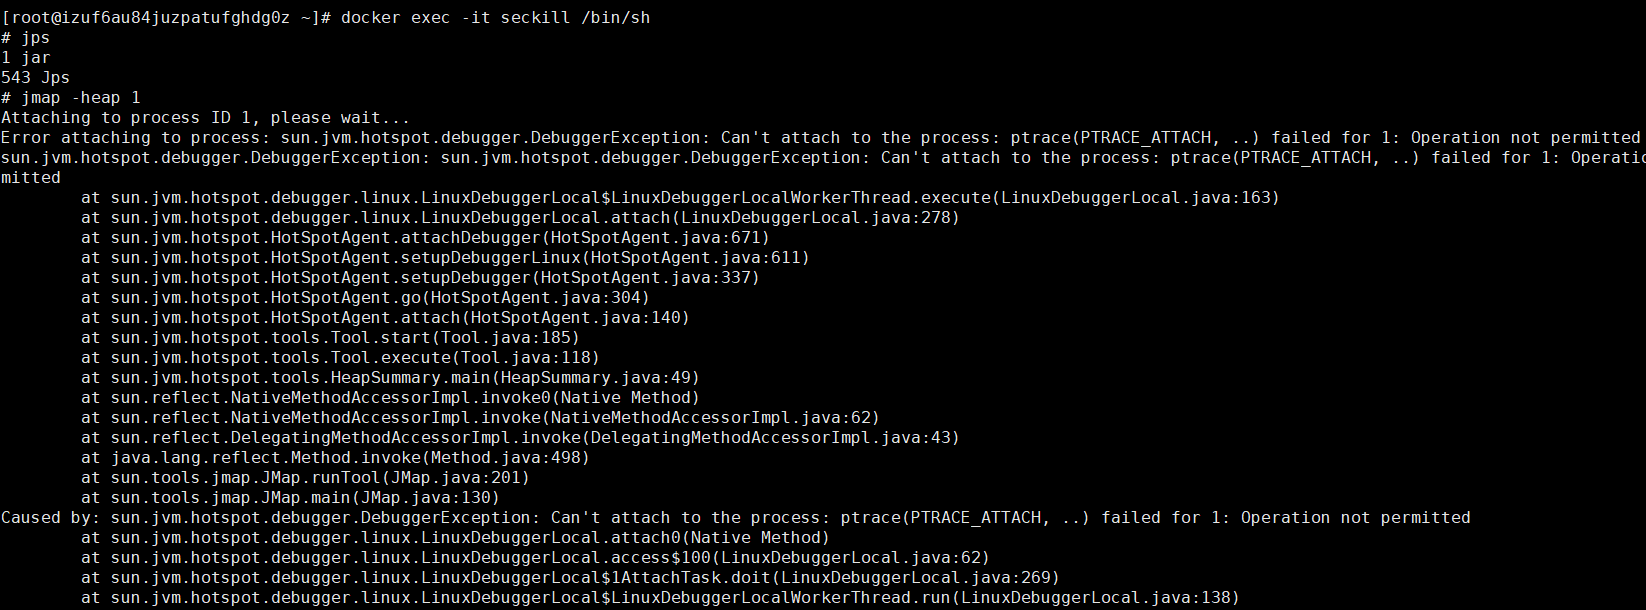 [root@izuf6au84juzpatufghdg0z ~]# docker exec -it seckill /bin/sh
# jps
1 jar
543 Jps
# jmap -heap 1
Attaching to process ID 1, please wait...
Error attaching to process: sun.jvm.hotspot.debugger.DebuggerException: Can't attach to the process: ptrace(PTRACE_ATTACH, ..) failed for 1: Operation not permitted
sun.jvm.hotspot.debugger.DebuggerException: sun.jvm.hotspot.debugger.DebuggerException: Can't attach to the process: ptrace(PTRACE_ATTACH, ..) failed for 1: Operatio
mitted
        at sun.jvm.hotspot.debugger.linux.LinuxDebuggerLocal$LinuxDebuggerLocalWorkerThread.execute(LinuxDebuggerLocal.java:163)
        at sun.jvm.hotspot.debugger.linux.LinuxDebuggerLocal.attach(LinuxDebuggerLocal.java:278)
        at sun.jvm.hotspot.HotSpotAgent.attachDebugger(HotSpotAgent.java:671)
        at sun.jvm.hotspot.HotSpotAgent.setupDebuggerLinux(HotSpotAgent.java:611)
        at sun.jvm.hotspot.HotSpotAgent.setupDebugger(HotSpotAgent.java:337)
        at sun.jvm.hotspot.HotSpotAgent.go(HotSpotAgent.java:304)
        at sun.jvm.hotspot.HotSpotAgent.attach(HotSpotAgent.java:140)
        at sun.jvm.hotspot.tools.Tool.start(Tool.java:185)
        at sun.jvm.hotspot.tools.Tool.execute(Tool.java:118)
        at sun.jvm.hotspot.tools.HeapSummary.main(HeapSummary.java:49)
        at sun.reflect.NativeMethodAccessorImpl.invoke0(Native Method)
        at sun.reflect.NativeMethodAccessorImpl.invoke(NativeMethodAccessorImpl.java:62)
        at sun.reflect.DelegatingMethodAccessorImpl.invoke(DelegatingMethodAccessorImpl.java:43)
        at java.lang.reflect.Method.invoke(Method.java:498)
        at sun.tools.jmap.JMap.runTool(JMap.java:201)
        at sun.tools.jmap.JMap.main(JMap.java:130)
Caused by: sun.jvm.hotspot.debugger.DebuggerException: Can't attach to the process: ptrace(PTRACE_ATTACH, ..) failed for 1: Operation not permitted
        at sun.jvm.hotspot.debugger.linux.LinuxDebuggerLocal.attach0(Native Method)
        at sun.jvm.hotspot.debugger.linux.LinuxDebuggerLocal.access$100(LinuxDebuggerLocal.java:62)
        at sun.jvm.hotspot.debugger.linux.LinuxDebuggerLocal$1AttachTask.doit(LinuxDebuggerLocal.java:269)
        at sun.jvm.hotspot.debugger.linux.LinuxDebuggerLocal$LinuxDebuggerLocalWorkerThread.run(LinuxDebuggerLocal.java:138)